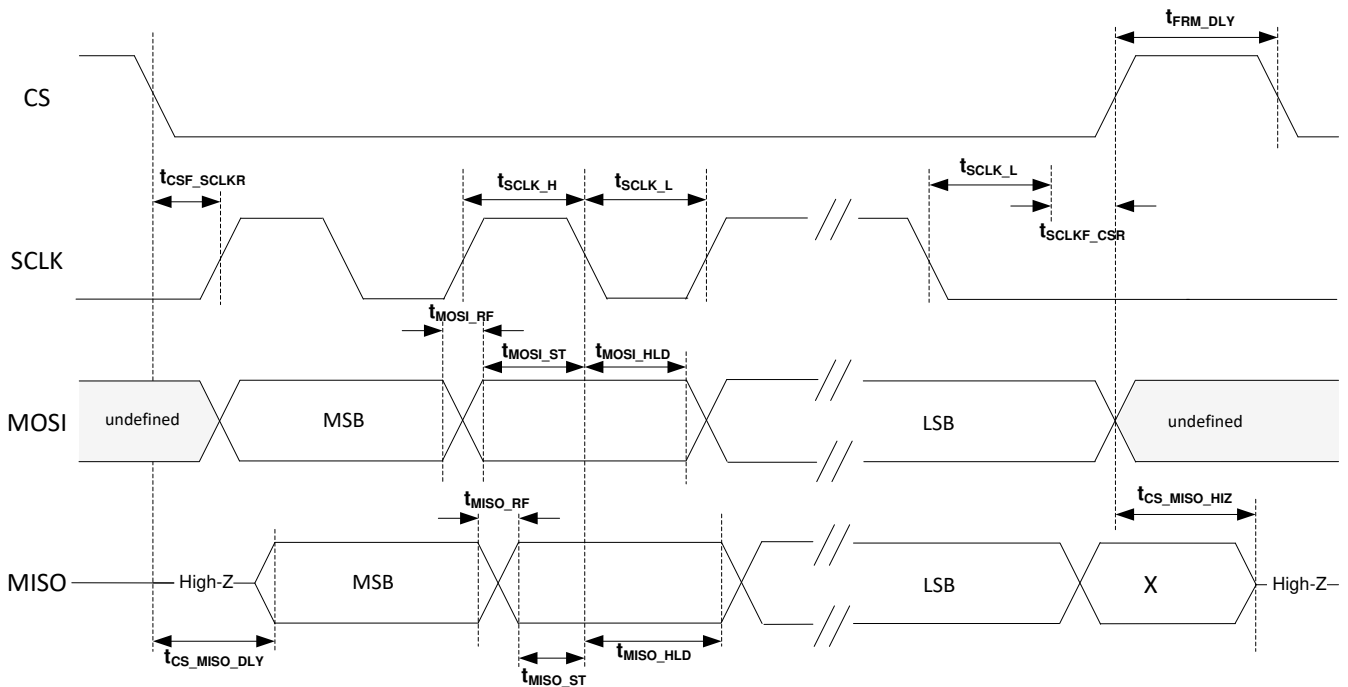 tFRM_DLY
CS
tCSF_SCLKR
tSCLK_H
tSCLK_L
tSCLK_L
tSCLKF_CSR
SCLK
tMOSI_RF
tMOSI_ST
tMOSI_HLD
MOSI
undefined
MSB
LSB
undefined
tMISO_RF
tCS_MISO_HIZ
MISO
High-Z
MSB
LSB
X
High-Z
tCS_MISO_DLY
tMISO_ST
tMISO_HLD